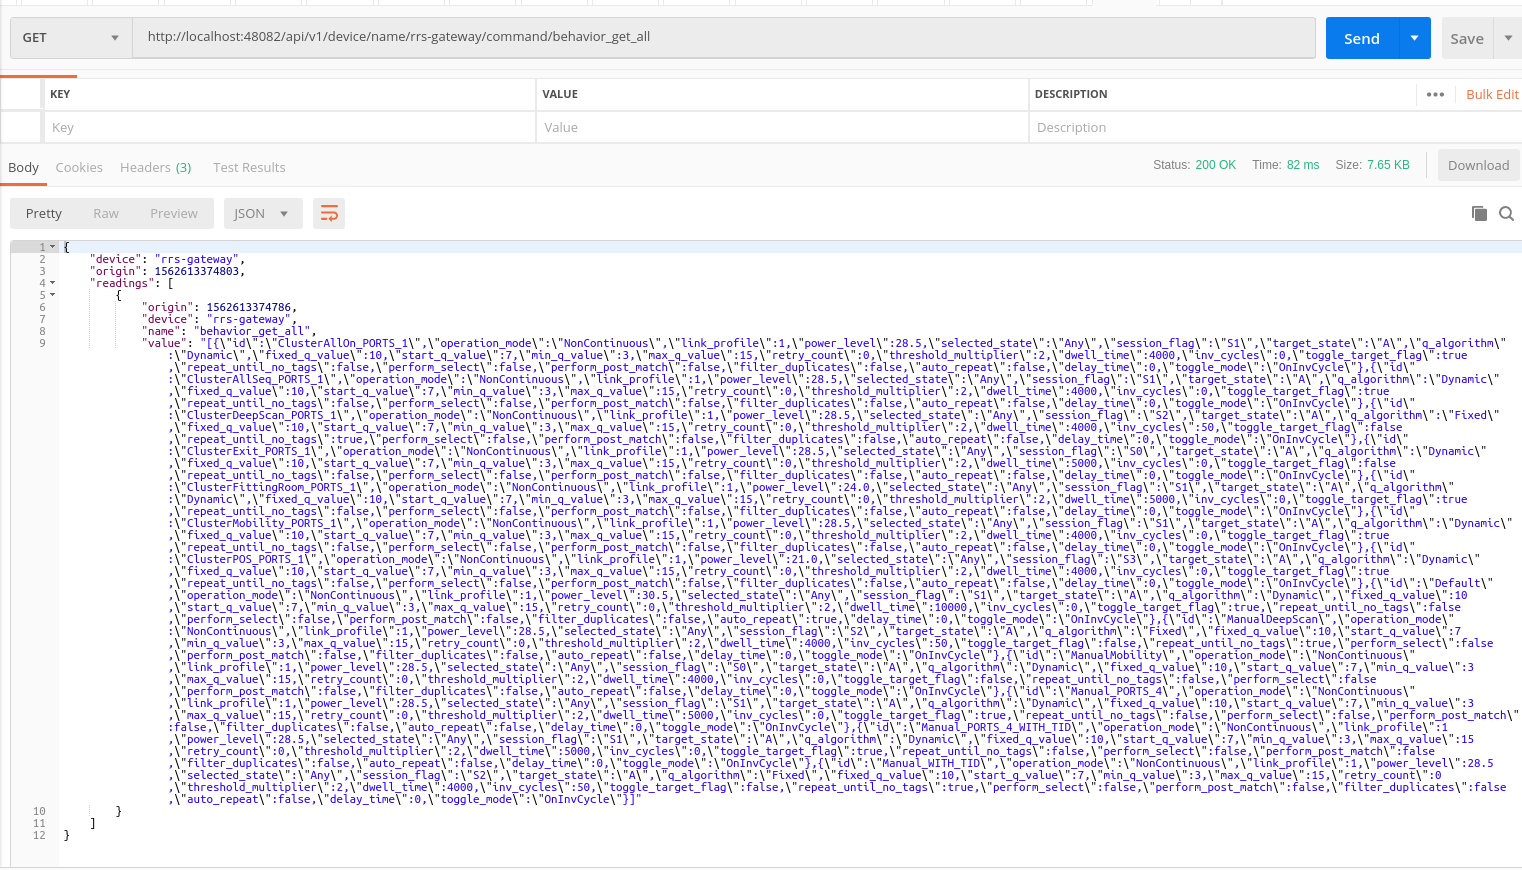 GET
http://localhost:48082/api/v1/device/name/rrs-gateway/command/behavior_get_all
Send
Save
KEY VALUE DESCRIPTION ••• Bulk Edit
Key Value Description
Body Cookies Headers (3) Test Results Status: 200 OK Time: 82 ms Size: 7.65 KB Download
Pretty Raw Preview JSON
1 {
2 "device": "rrs-gateway",
3 "origin": 1562613374803,
4 "readings": [
5 {
6 "origin": 1562613374786,
7 "device": "rrs-gateway",
8 "name": "behavior_get_all",
9 "value": "[{\"id\":\"ClusterAllOn_PORTS_1\",\"operation_mode\":\"NonContinuous\",\"link_profile\":1,\"power_level\":28.5,\"selected_state\":\"Any\",\"session_flag\":\"S1\",\"target_state\":\"A\",\"q_algorithm\"
:\"Dynamic\",\"fixed_q_value\":10,\"start_q_value\":7,\"min_q_value\":3,\"max_q_value\":15,\"retry_count\":0,\"threshold_multiplier\":2,\"dwell_time\":4000,\"inv_cycles\":0,\"toggle_target_flag\":true
,\"repeat_until_no_tags\":false,\"perform_select\":false,\"perform_post_match\":false,\"filter_duplicates\":false,\"auto_repeat\":false,\"delay_time\":0,\"toggle_mode\":\"OnInvCycle\"},{\"id\"
:\"ClusterAllSeq_PORTS_1\",\"operation_mode\":\"NonContinuous\",\"link_profile\":1,\"power_level\":28.5,\"selected_state\":\"Any\",\"session_flag\":\"S1\",\"target_state\":\"A\",\"q_algorithm\":\"Dynamic\"
,\"fixed_q_value\":10,\"start_q_value\":7,\"min_q_value\":3,\"max_q_value\":15,\"retry_count\":0,\"threshold_multiplier\":2,\"dwell_time\":4000,\"inv_cycles\":0,\"toggle_target_flag\":true
,\"repeat_until_no_tags\":false,\"perform_select\":false,\"perform_post_match\":false,\"filter_duplicates\":false,\"auto_repeat\":false,\"delay_time\":0,\"toggle_mode\":\"OnInvCycle\"},{\"id\"
:\"ClusterDeepScan_PORTS_1\",\"operation_mode\":\"NonContinuous\",\"link_profile\":1,\"power_level\":28.5,\"selected_state\":\"Any\",\"session_flag\":\"S2\",\"target_state\":\"A\",\"q_algorithm\":\"Fixed\"
,\"fixed_q_value\":10,\"start_q_value\":7,\"min_q_value\":3,\"max_q_value\":15,\"retry_count\":0,\"threshold_multiplier\":2,\"dwell_time\":4000,\"inv_cycles\":50,\"toggle_target_flag\":false
,\"repeat_until_no_tags\":true,\"perform_select\":false,\"perform_post_match\":false,\"filter_duplicates\":false,\"auto_repeat\":false,\"delay_time\":0,\"toggle_mode\":\"OnInvCycle\"},{\"id\"
:\"ClusterExit_PORTS_1\",\"operation_mode\":\"NonContinuous\",\"link_profile\":1,\"power_level\":28.5,\"selected_state\":\"Any\",\"session_flag\":\"S0\",\"target_state\":\"A\",\"q_algorithm\":\"Dynamic\"
,\"fixed_q_value\":10,\"start_q_value\":7,\"min_q_value\":3,\"max_q_value\":15,\"retry_count\":0,\"threshold_multiplier\":2,\"dwell_time\":5000,\"inv_cycles\":0,\"toggle_target_flag\":false
,\"repeat_until_no_tags\":false,\"perform_select\":false,\"perform_post_match\":false,\"filter_duplicates\":false,\"auto_repeat\":false,\"delay_time\":0,\"toggle_mode\":\"OnInvCycle\"},{\"id\"
:\"ClusterFittingRoom_PORTS_1\",\"operation_mode\":\"NonContinuous\",\"link_profile\":1,\"power_level\":24.0,\"selected_state\":\"Any\",\"session_flag\":\"S1\",\"target_state\":\"A\",\"q_algorithm\"
:\"Dynamic\",\"fixed_q_value\":10,\"start_q_value\":7,\"min_q_value\":3,\"max_q_value\":15,\"retry_count\":0,\"threshold_multiplier\":2,\"dwell_time\":5000,\"inv_cycles\":0,\"toggle_target_flag\":true
,\"repeat_until_no_tags\":false,\"perform_select\":false,\"perform_post_match\":false,\"filter_duplicates\":false,\"auto_repeat\":false,\"delay_time\":0,\"toggle_mode\":\"OnInvCycle\"},{\"id\"
:\"ClusterMobility_PORTS_1\",\"operation_mode\":\"NonContinuous\",\"link_profile\":1,\"power_level\":28.5,\"selected_state\":\"Any\",\"session_flag\":\"S1\",\"target_state\":\"A\",\"q_algorithm\":\"Dynamic\"
,\"fixed_q_value\":10,\"start_q_value\":7,\"min_q_value\":3,\"max_q_value\":15,\"retry_count\":0,\"threshold_multiplier\":2,\"dwell_time\":4000,\"inv_cycles\":0,\"toggle_target_flag\":true
,\"repeat_until_no_tags\":false,\"perform_select\":false,\"perform_post_match\":false,\"filter_duplicates\":false,\"auto_repeat\":false,\"delay_time\":0,\"toggle_mode\":\"OnInvCycle\"},{\"id\"
:\"ClusterPOS_PORTS_1\",\"operation_mode\":\"NonContinuous\",\"link_profile\":1,\"power_level\":21.0,\"selected_state\":\"Any\",\"session_flag\":\"S3\",\"target_state\":\"A\",\"q_algorithm\":\"Dynamic\"
,\"fixed_q_value\":10,\"start_q_value\":7,\"min_q_value\":3,\"max_q_value\":15,\"retry_count\":0,\"threshold_multiplier\":2,\"dwell_time\":4000,\"inv_cycles\":0,\"toggle_target_flag\":true
,\"repeat_until_no_tags\":false,\"perform_select\":false,\"perform_post_match\":false,\"filter_duplicates\":false,\"auto_repeat\":false,\"delay_time\":0,\"toggle_mode\":\"OnInvCycle\"},{\"id\":\"Default\"
,\"operation_mode\":\"NonContinuous\",\"link_profile\":1,\"power_level\":30.5,\"selected_state\":\"Any\",\"session_flag\":\"S1\",\"target_state\":\"A\",\"q_algorithm\":\"Dynamic\",\"fixed_q_value\":10
,\"start_q_value\":7,\"min_q_value\":3,\"max_q_value\":15,\"retry_count\":0,\"threshold_multiplier\":2,\"dwell_time\":10000,\"inv_cycles\":0,\"toggle_target_flag\":true,\"repeat_until_no_tags\":false
,\"perform_select\":false,\"perform_post_match\":false,\"filter_duplicates\":false,\"auto_repeat\":true,\"delay_time\":0,\"toggle_mode\":\"OnInvCycle\"},{\"id\":\"ManualDeepScan\",\"operation_mode\"
:\"NonContinuous\",\"link_profile\":1,\"power_level\":28.5,\"selected_state\":\"Any\",\"session_flag\":\"S2\",\"target_state\":\"A\",\"q_algorithm\":\"Fixed\",\"fixed_q_value\":10,\"start_q_value\":7
,\"min_q_value\":3,\"max_q_value\":15,\"retry_count\":0,\"threshold_multiplier\":2,\"dwell_time\":4000,\"inv_cycles\":50,\"toggle_target_flag\":false,\"repeat_until_no_tags\":true,\"perform_select\":false
,\"perform_post_match\":false,\"filter_duplicates\":false,\"auto_repeat\":false,\"delay_time\":0,\"toggle_mode\":\"OnInvCycle\"},{\"id\":\"ManualMobility\",\"operation_mode\":\"NonContinuous\"
,\"link_profile\":1,\"power_level\":28.5,\"selected_state\":\"Any\",\"session_flag\":\"S0\",\"target_state\":\"A\",\"q_algorithm\":\"Dynamic\",\"fixed_q_value\":10,\"start_q_value\":7,\"min_q_value\":3
,\"max_q_value\":15,\"retry_count\":0,\"threshold_multiplier\":2,\"dwell_time\":4000,\"inv_cycles\":0,\"toggle_target_flag\":false,\"repeat_until_no_tags\":false,\"perform_select\":false
,\"perform_post_match\":false,\"filter_duplicates\":false,\"auto_repeat\":false,\"delay_time\":0,\"toggle_mode\":\"OnInvCycle\"},{\"id\":\"Manual_PORTS_4\",\"operation_mode\":\"NonContinuous\"
,\"link_profile\":1,\"power_level\":28.5,\"selected_state\":\"Any\",\"session_flag\":\"S1\",\"target_state\":\"A\",\"q_algorithm\":\"Dynamic\",\"fixed_q_value\":10,\"start_q_value\":7,\"min_q_value\":3
,\"max_q_value\":15,\"retry_count\":0,\"threshold_multiplier\":2,\"dwell_time\":5000,\"inv_cycles\":0,\"toggle_target_flag\":true,\"repeat_until_no_tags\":false,\"perform_select\":false,\"perform_post_match\"
:false,\"filter_duplicates\":false,\"auto_repeat\":false,\"delay_time\":0,\"toggle_mode\":\"OnInvCycle\"},{\"id\":\"Manual_PORTS_4_WITH_TID\",\"operation_mode\":\"NonContinuous\",\"link_profile\":1
,\"power_level\":28.5,\"selected_state\":\"Any\",\"session_flag\":\"S1\",\"target_state\":\"A\",\"q_algorithm\":\"Dynamic\",\"fixed_q_value\":10,\"start_q_value\":7,\"min_q_value\":3,\"max_q_value\":15
,\"retry_count\":0,\"threshold_multiplier\":2,\"dwell_time\":5000,\"inv_cycles\":0,\"toggle_target_flag\":true,\"repeat_until_no_tags\":false,\"perform_select\":false,\"perform_post_match\":false
,\"filter_duplicates\":false,\"auto_repeat\":false,\"delay_time\":0,\"toggle_mode\":\"OnInvCycle\"},{\"id\":\"Manual_WITH_TID\",\"operation_mode\":\"NonContinuous\",\"link_profile\":1,\"power_level\":28.5
,\"selected_state\":\"Any\",\"session_flag\":\"S2\",\"target_state\":\"A\",\"q_algorithm\":\"Fixed\",\"fixed_q_value\":10,\"start_q_value\":7,\"min_q_value\":3,\"max_q_value\":15,\"retry_count\":0
,\"threshold_multiplier\":2,\"dwell_time\":4000,\"inv_cycles\":50,\"toggle_target_flag\":false,\"repeat_until_no_tags\":true,\"perform_select\":false,\"perform_post_match\":false,\"filter_duplicates\":false
,\"auto_repeat\":false,\"delay_time\":0,\"toggle_mode\":\"OnInvCycle\"}]"
10 }
11 ]
12 }